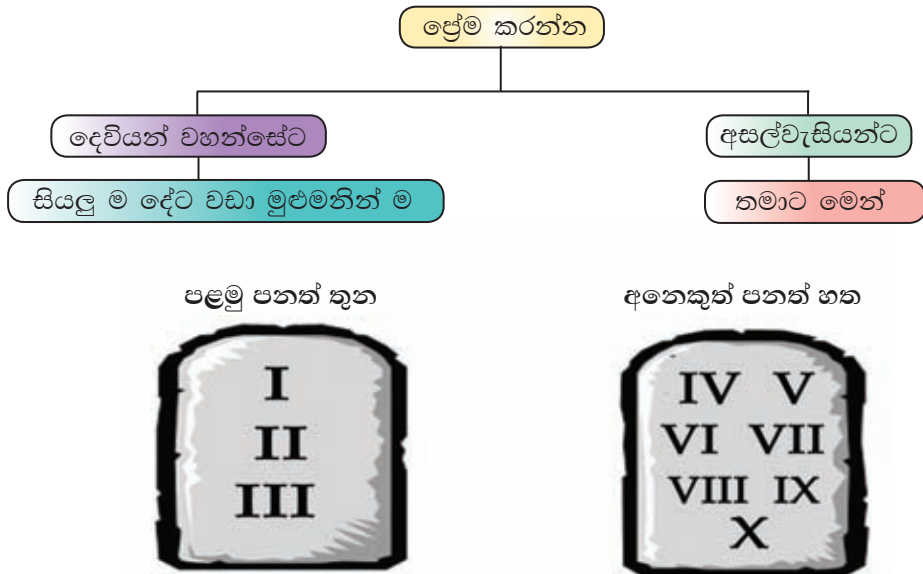 ප්‍රේම කරන්න
දෙවියන් වහන්සේට
අසල්වැසියන්ට
සියලු ම දේට වඩා මුළුමනින් ම
තමාට මෙන්
පළමු පනත් තුන
අනෙකුත් පනත් හත
I
II
III
IV V
VI VII
VIII IX
X